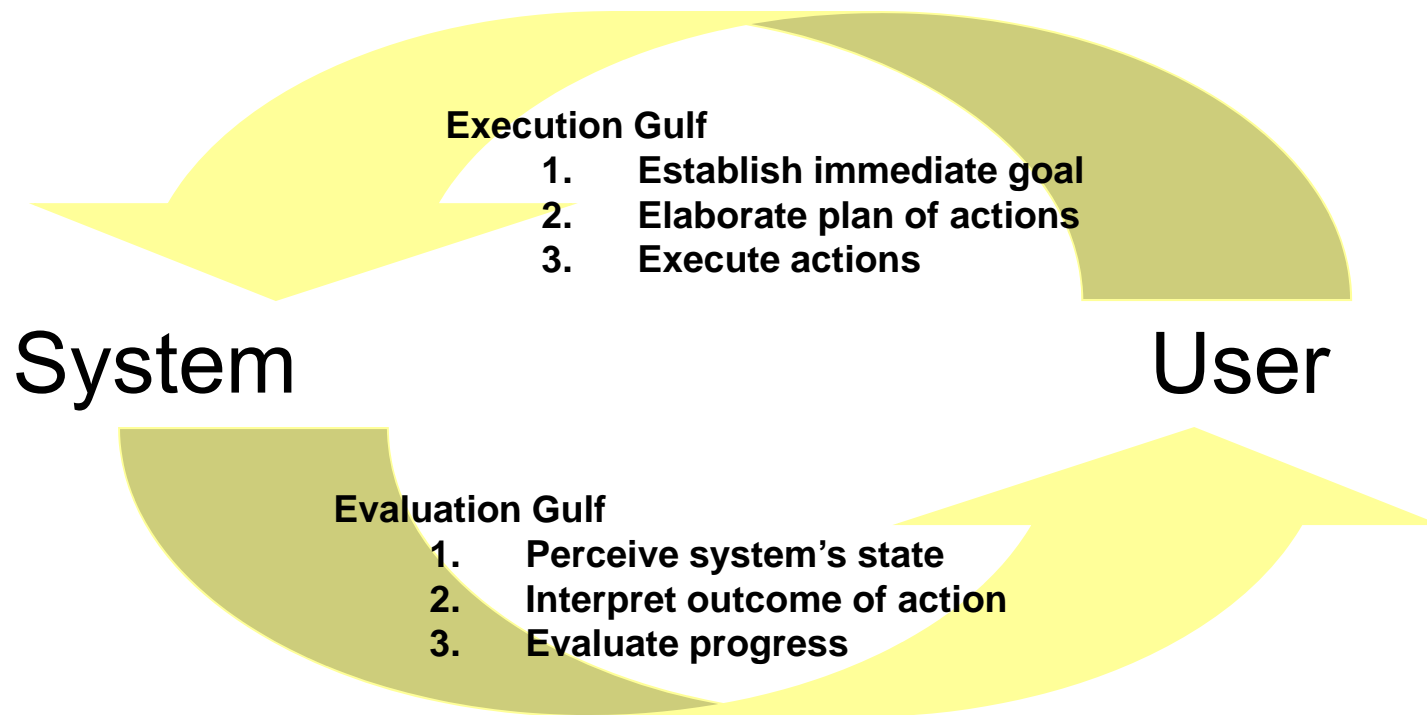 Execution Gulf
1. Establish immediate goal
2. Elaborate plan of actions
3. Execute actions
System
User
Evaluation Gulf
1. Perceive system’s state
2. Interpret outcome of action
3. Evaluate progress